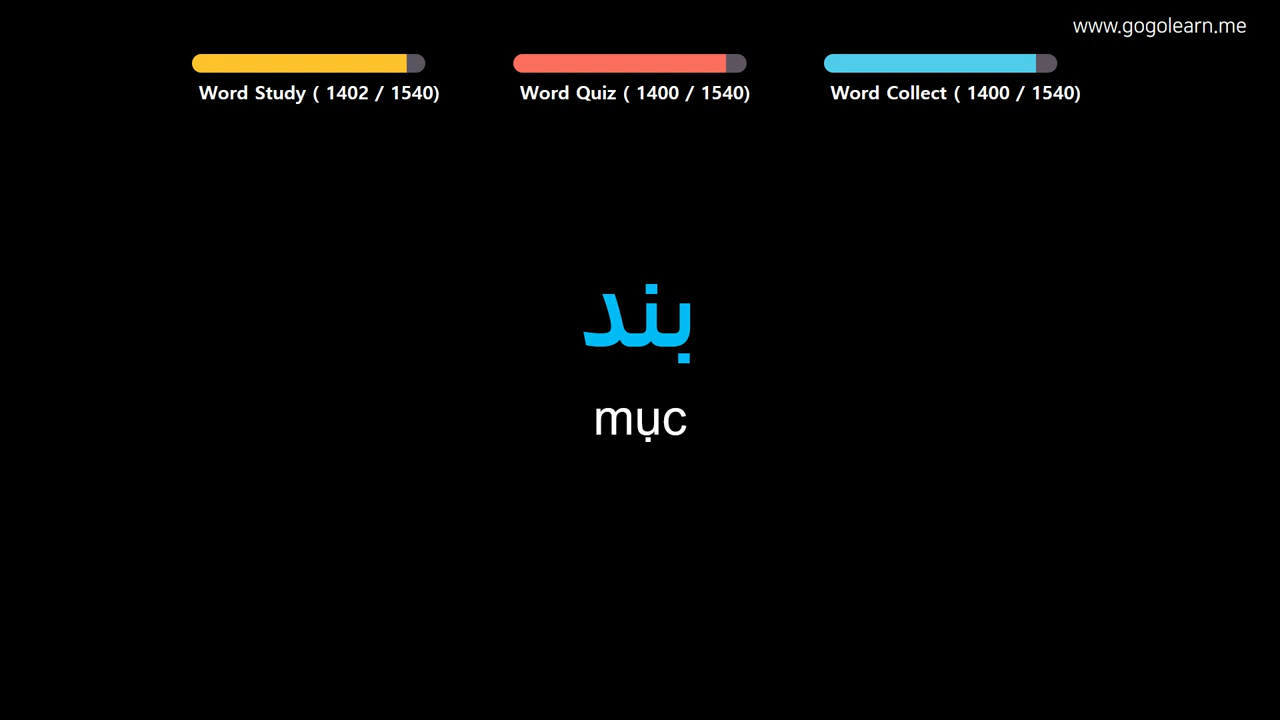 www.gogolearn.me
Word Study ( 1402 / 1540)
Word Quiz ( 1400 / 1540)
Word Collect ( 1400 / 1540)
بند
mục